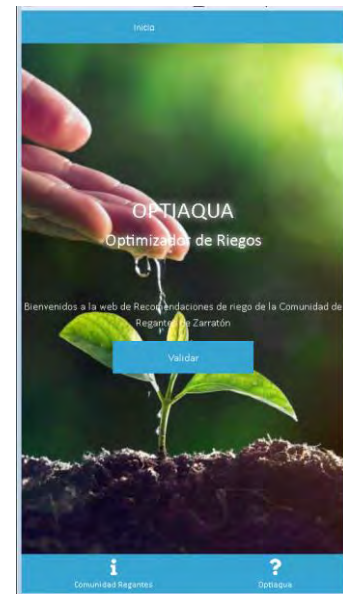 Inicio
OPTIAQUA
Optimizador de Riegos
Bienvenidos a la web de Recomendaciones de riego de la Comunidad de
Regantes de Zarratón
Validar
Comunidad Regantes
Optiaqua